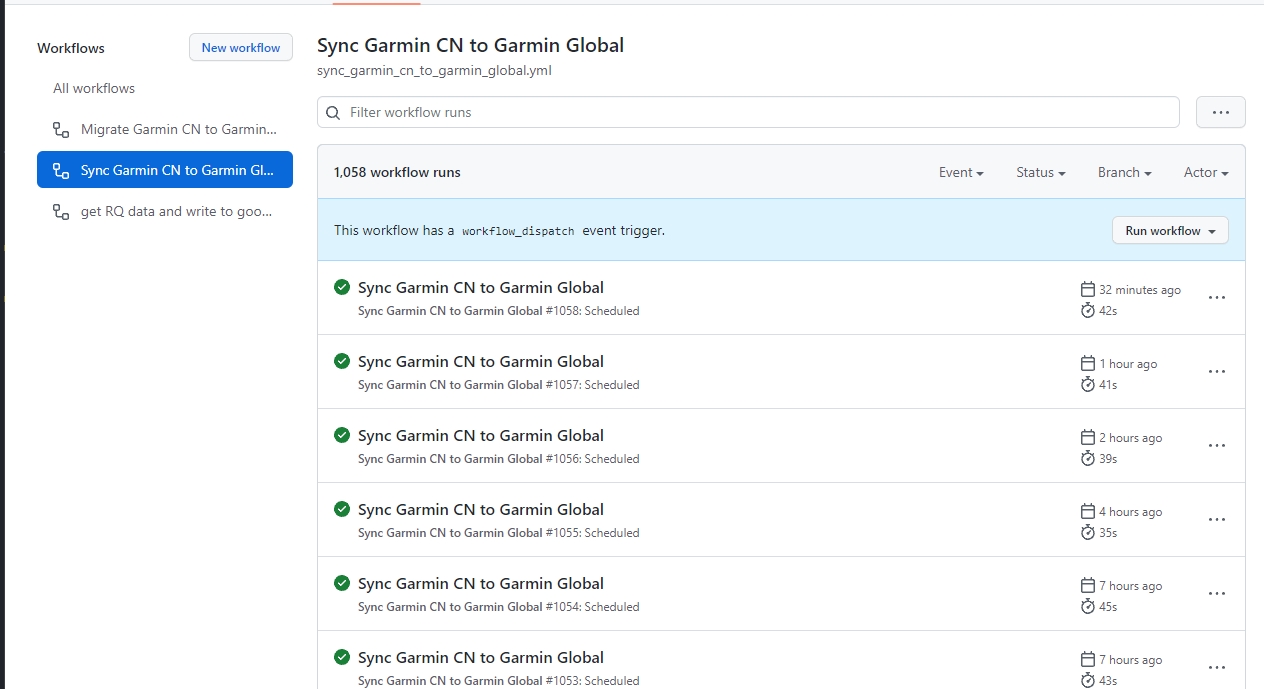 Workflows
New workflow
All workflows
Migrate Garmin CN to Garmin...
Sync Garmin CN to Garmin Gl...
get RQ data and write to goo...
Sync Garmin CN to Garmin Global
sync_garmin_cn_to_garmin_global.yml
Filter workflow runs
1,058 workflow runs
Event
Status
Branch
Actor
This workflow has a workflow_dispatch event trigger.
Run workflow
Sync Garmin CN to Garmin Global
Sync Garmin CN to Garmin Global #1058: Scheduled
32 minutes ago
42s
Sync Garmin CN to Garmin Global
Sync Garmin CN to Garmin Global #1057: Scheduled
1 hour ago
41s
Sync Garmin CN to Garmin Global
Sync Garmin CN to Garmin Global #1056: Scheduled
2 hours ago
39s
Sync Garmin CN to Garmin Global
Sync Garmin CN to Garmin Global #1055: Scheduled
4 hours ago
35s
Sync Garmin CN to Garmin Global
Sync Garmin CN to Garmin Global #1054: Scheduled
7 hours ago
45s
Sync Garmin CN to Garmin Global
Sync Garmin CN to Garmin Global #1053: Scheduled
7 hours ago
43s